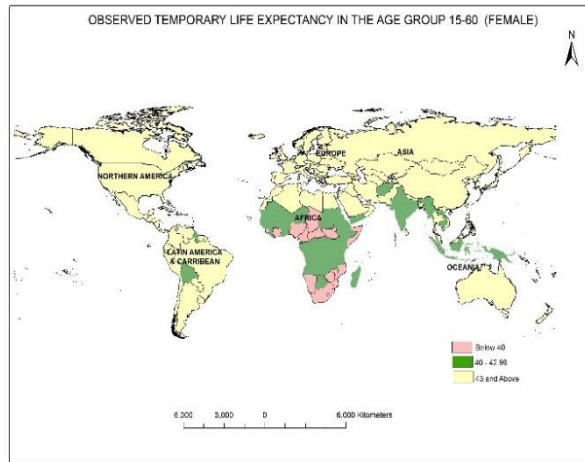 OBSERVED TEMPORARY LIFE EXPECTANCY IN THE AGE GROUP 15-60 (FEMALE)
N
EUROPE
ASIA
NORTHERN AMERICA
AFRICA
LATIN AMERICA
& CARRIBEAN
OCEANIA
Below 40
40 - 42.99
43 and Above
6,000 3,000 0 6,000 Kilometers